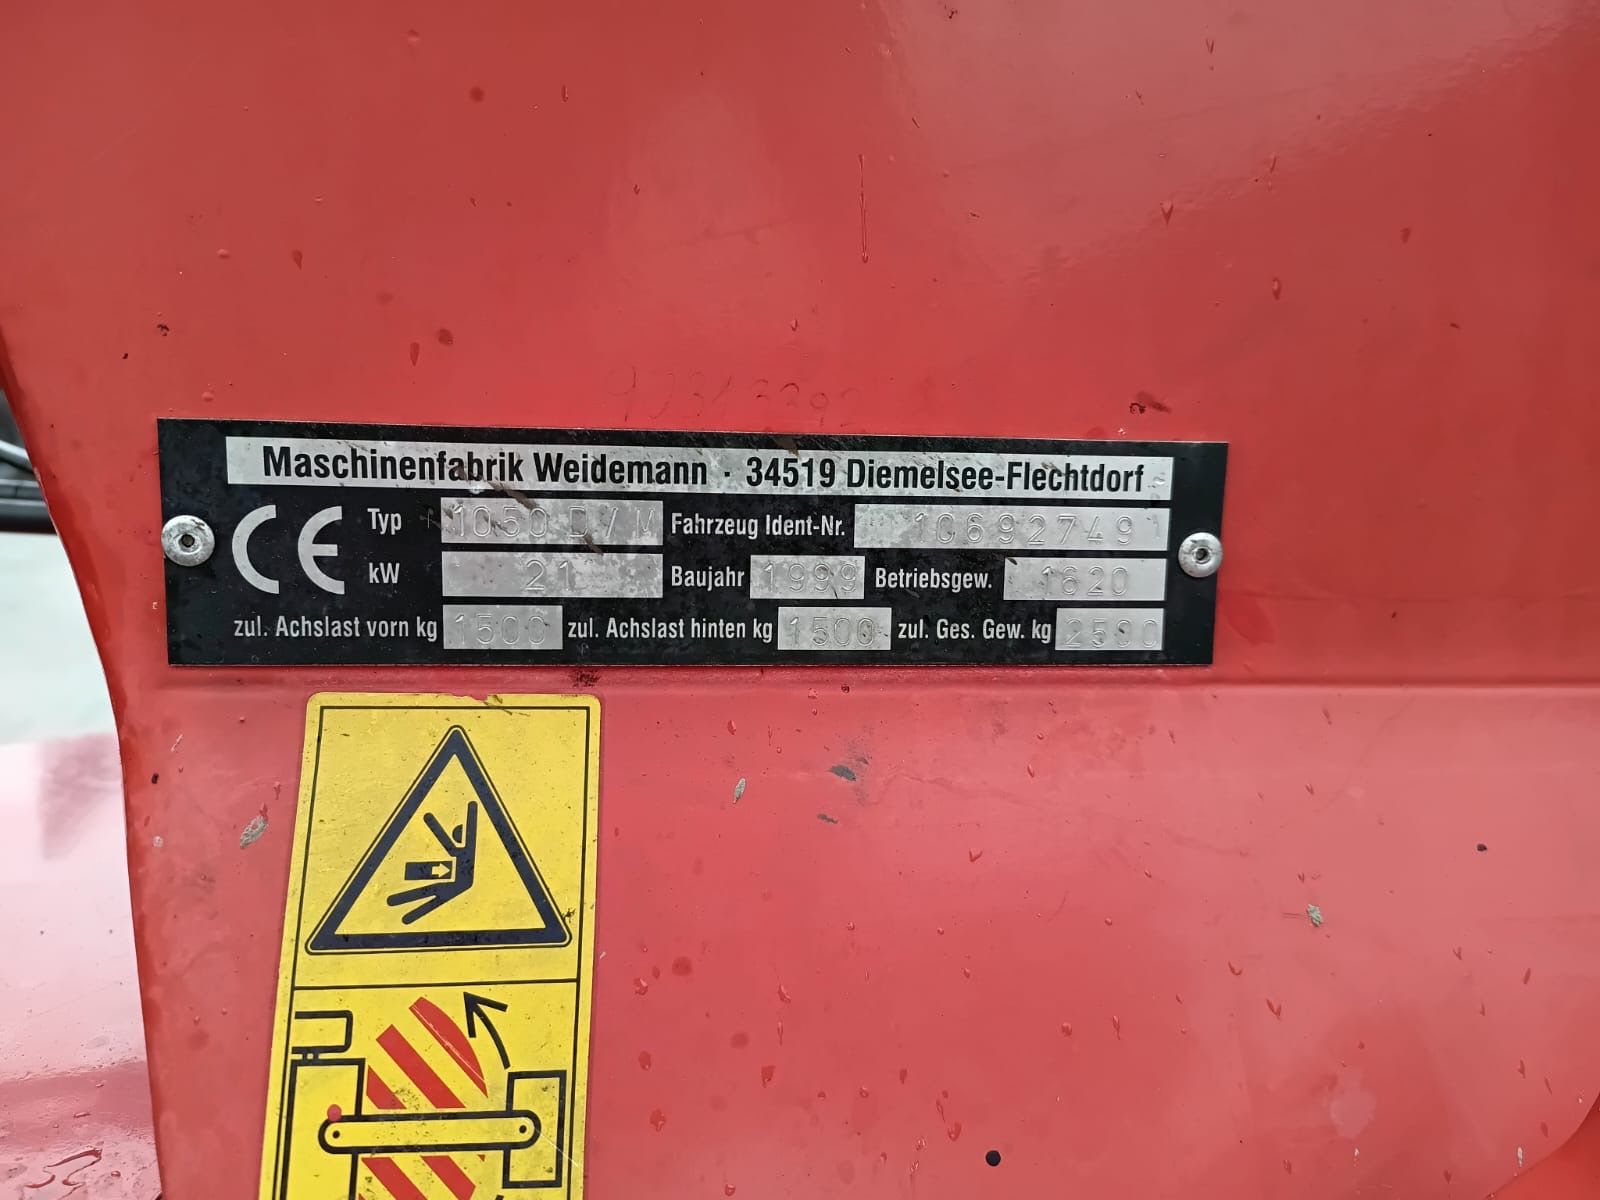 Maschinenfabrik Weidemann · 34519 Diemelsee-Flechtdorf
CE Typ 1050 D/M Fahrzeug Ident-Nr. 10692749
kW 21 Baujahr 1999 Betriebsgew. 1620
zul. Achslast vorn kg 1500 zul. Achslast hinten kg 1500 zul. Ges. Gew. kg 2500